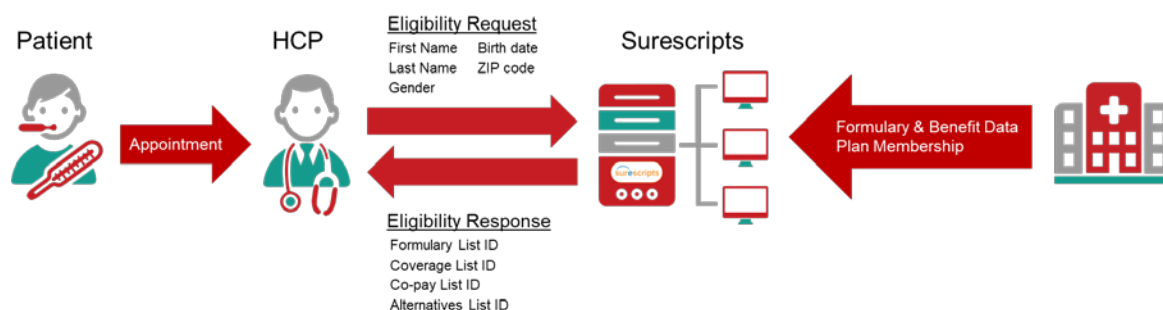 Patient
HCP
Eligibility Request
First Name Birth date
Last Name ZIP code
Gender
Surescripts
Appointment
surescripts
Formulary & Benefit Data
Plan Membership
Eligibility Response
Formulary List ID
Coverage List ID
Co-pay List ID
Alternatives List ID